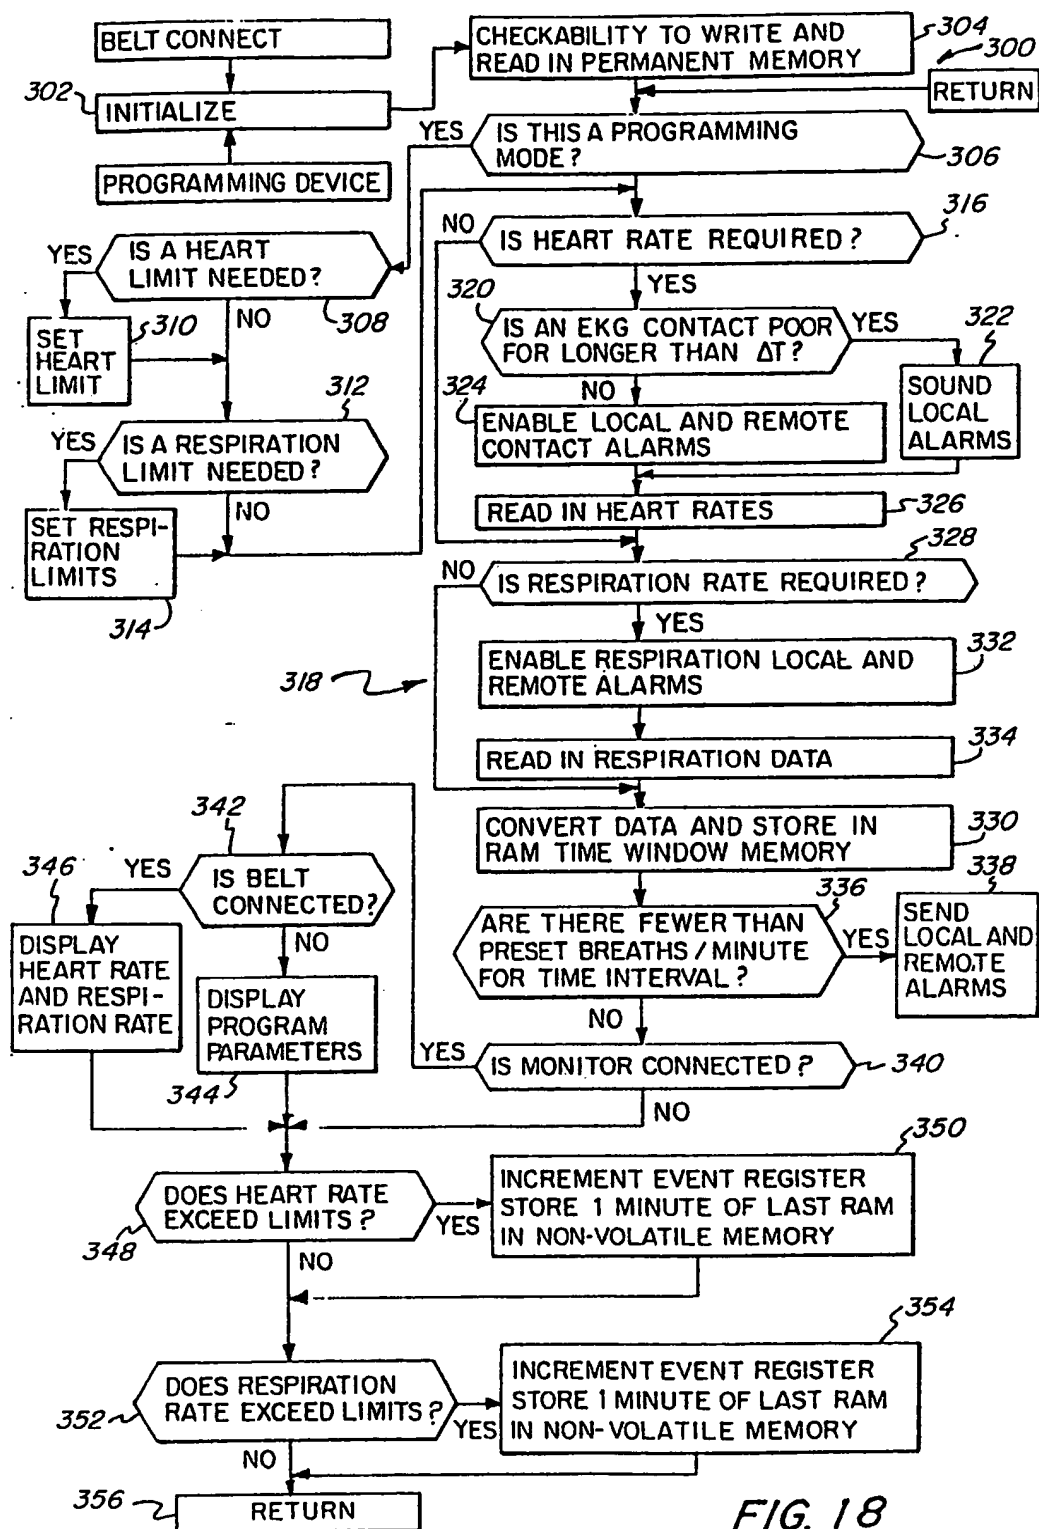 BELT CONNECT
302
INITIALIZE
PROGRAMMING DEVICE
CHECKABILITY TO WRITE AND
READ IN PERMANENT MEMORY
304
300
RETURN
YES
IS THIS A PROGRAMMING
MODE?
306
NO
IS HEART RATE REQUIRED?
316
YES
YES
IS A HEART
LIMIT NEEDED?
308
NO
310
SET
HEART
LIMIT
312
YES
IS A RESPIRATION
LIMIT NEEDED?
NO
SET RESPI-
RATION
LIMITS
314
320
IS AN EKG CONTACT POOR
FOR LONGER THAN ΔT?
YES
322
SOUND
LOCAL
ALARMS
NO
324
ENABLE LOCAL AND REMOTE
CONTACT ALARMS
READ IN HEART RATES
326
328
NO
IS RESPIRATION RATE REQUIRED?
YES
318
ENABLE RESPIRATION LOCAL AND
REMOTE ALARMS
332
READ IN RESPIRATION DATA
334
CONVERT DATA AND STORE IN
RAM TIME WINDOW MEMORY
330
336
ARE THERE FEWER THAN
PRESET BREATHS/MINUTE
FOR TIME INTERVAL?
YES
338
SEND
LOCAL AND
REMOTE
ALARMS
NO
YES
IS MONITOR CONNECTED?
340
NO
342
346
YES
IS BELT
CONNECTED?
NO
DISPLAY
HEART RATE
AND RESPI-
RATION RATE
DISPLAY
PROGRAM
PARAMETERS
344
DOES HEART RATE
EXCEED LIMITS?
348
YES
NO
350
INCREMENT EVENT REGISTER
STORE 1 MINUTE OF LAST RAM
IN NON-VOLATILE MEMORY
DOES RESPIRATION
RATE EXCEED LIMITS?
352
YES
NO
354
INCREMENT EVENT REGISTER
STORE 1 MINUTE OF LAST RAM
IN NON-VOLATILE MEMORY
356
RETURN
FIG. 18